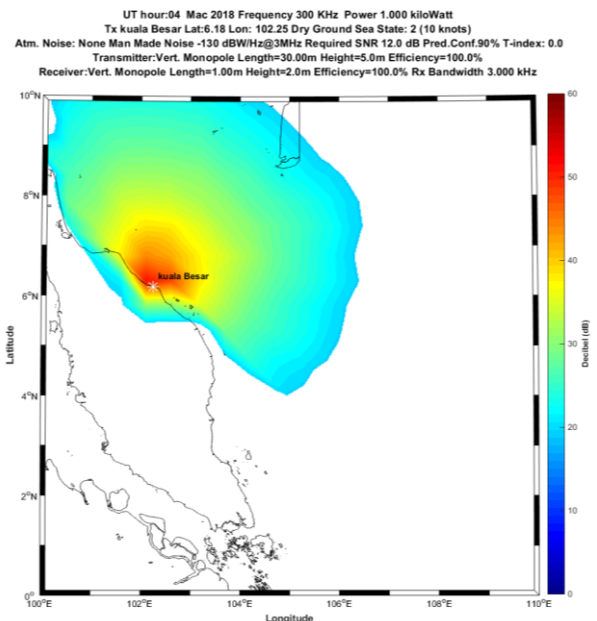 UT hour:04 Mac 2018 Frequency 300 KHz Power 1.000 kiloWatt
Tx kuala Besar Lat:6.18 Lon: 102.25 Dry Ground Sea State: 2 (10 knots)
Atm. Noise: None Man Made Noise -130 dBW/Hz@3MHz Required SNR 12.0 dB Pred.Conf.90% T-index: 0.0
Transmitter:Vert. Monopole Length=30.00m Height=5.0m Efficiency=100.0%
Receiver:Vert. Monopole Length=1.00m Height=2.0m Efficiency=100.0% Rx Bandwidth 3.000 kHz
10°N
8°N
6°N
4°N
2°N
0°
Latitude
kuala Besar
100°E
102°E
104°E
106°E
108°E
110°E
Longitude
60
50
40
30
20
10
0
Decibel (dB)